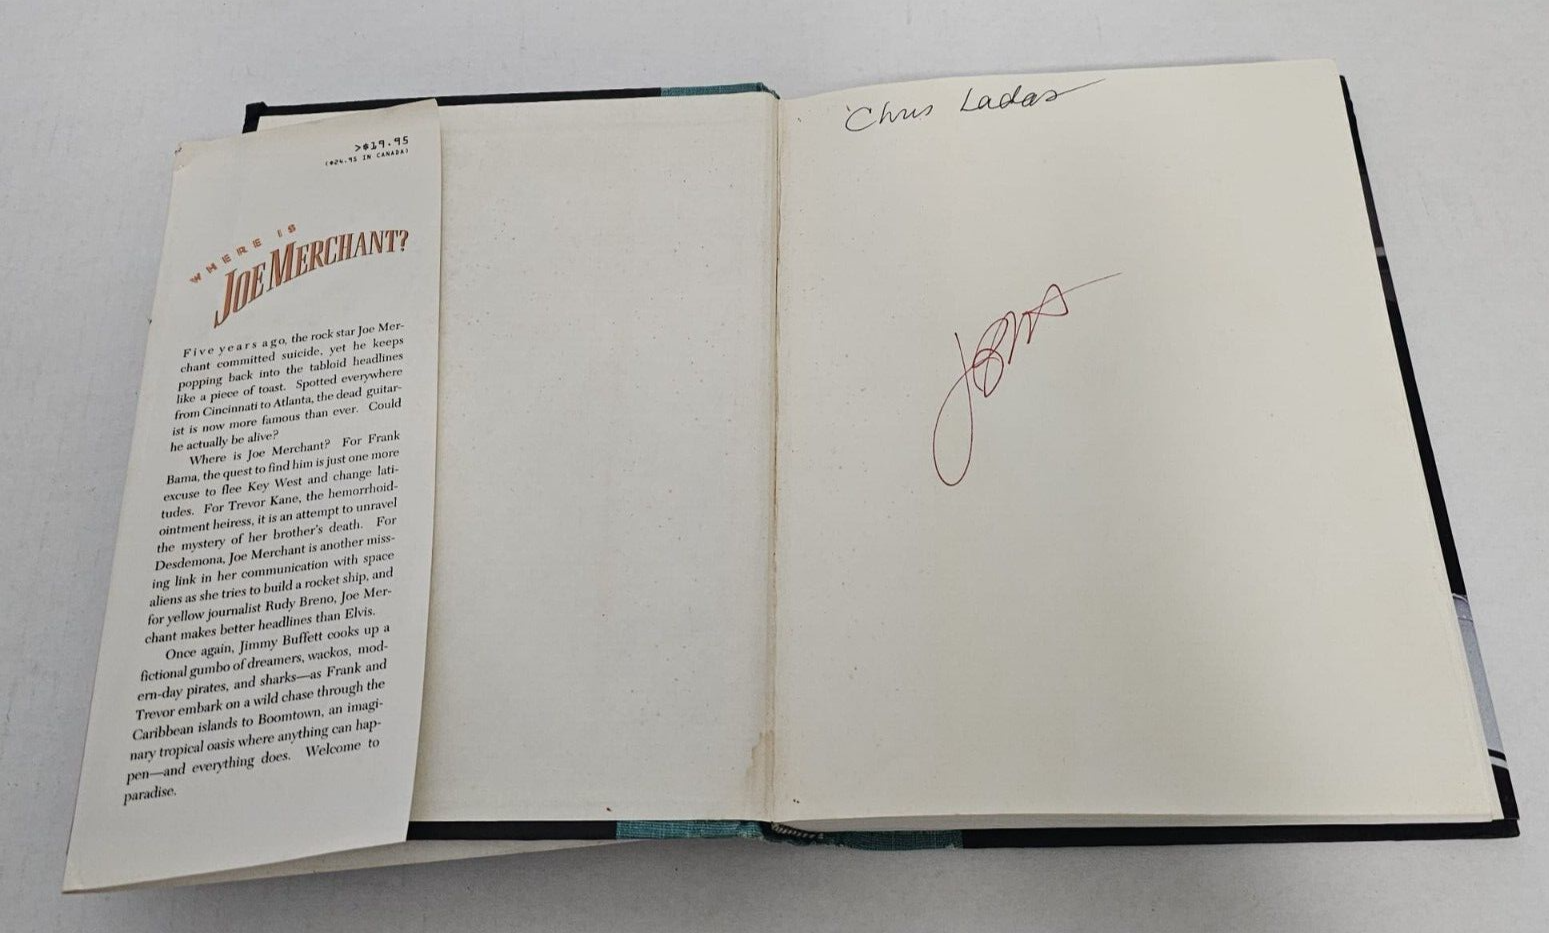 >$19.95
($24.95 IN CANADA)
WHERE IS
JOE MERCHANT?
Five years ago, the rock star Joe Mer-
chant committed suicide, yet he keeps
popping back into the tabloid headlines
like a piece of toast. Spotted everywhere
from Cincinnati to Atlanta, the dead guitar-
ist is now more famous than ever. Could
he actually be alive?
Where is Joe Merchant? For Frank
Bama, the quest to find him is just one more
excuse to flee Key West and change lati-
tudes. For Trevor Kane, the hemorrhoid-
ointment heiress, it is an attempt to unravel
the mystery of her brother's death. For
Desdemona, Joe Merchant is another miss-
ing link in her communication with space
aliens as she tries to build a rocket ship, and
for yellow journalist Rudy Breno, Joe Mer-
chant makes better headlines than Elvis.
Once again, Jimmy Buffett cooks up a
fictional gumbo of dreamers, wackos, mod-
ern-day pirates, and sharks—as Frank and
Trevor embark on a wild chase through the
Caribbean islands to Boomtown, an imagi-
nary tropical oasis where anything can hap-
pen—and everything does. Welcome to
paradise.
Chris Ladas